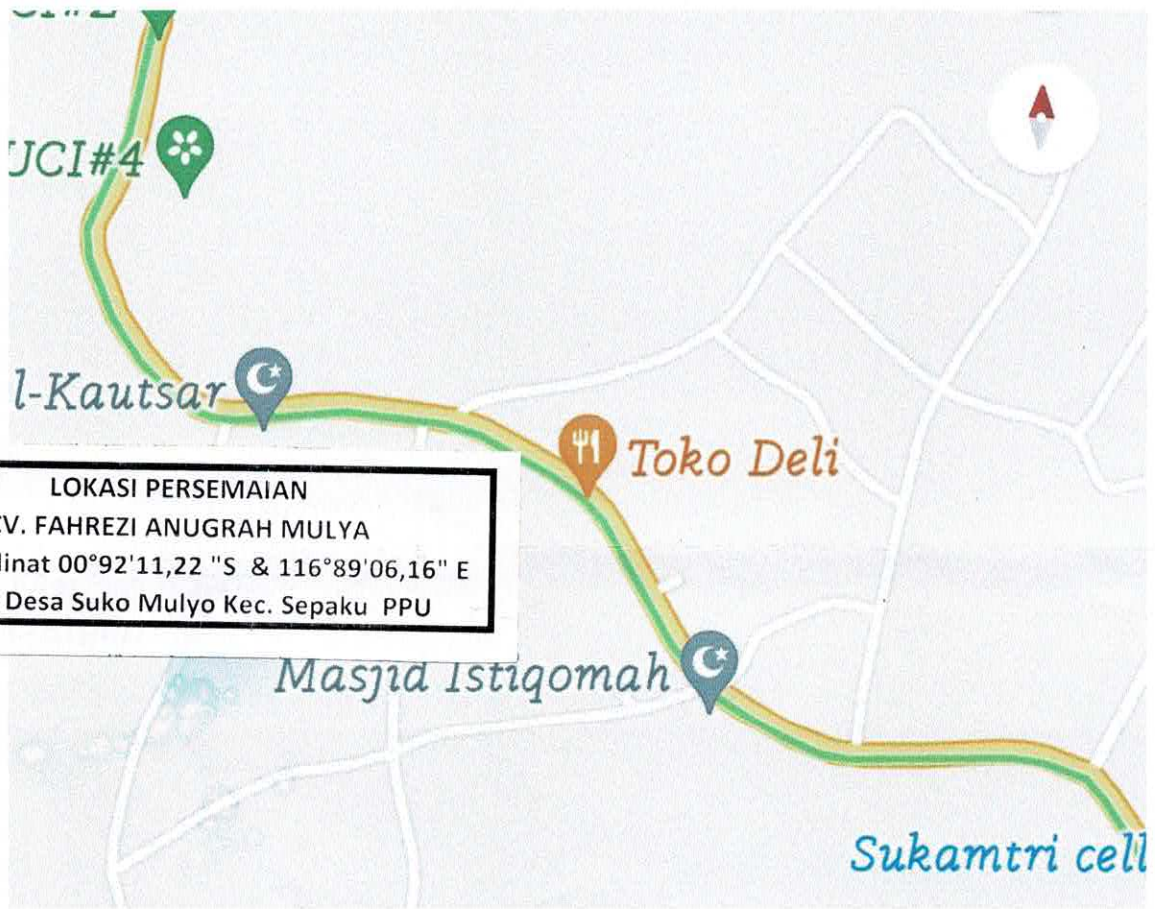 UCI#4
l-Kautsar
Toko Deli
LOKASI PERSEMAIAN
CV. FAHREZI ANUGRAH MULYA
dinat 00°92'11,22 "S & 116°89'06,16" E
Desa Suko Mulyo Kec. Sepaku PPU
Masjid Istiqomah
Sukamtri cell